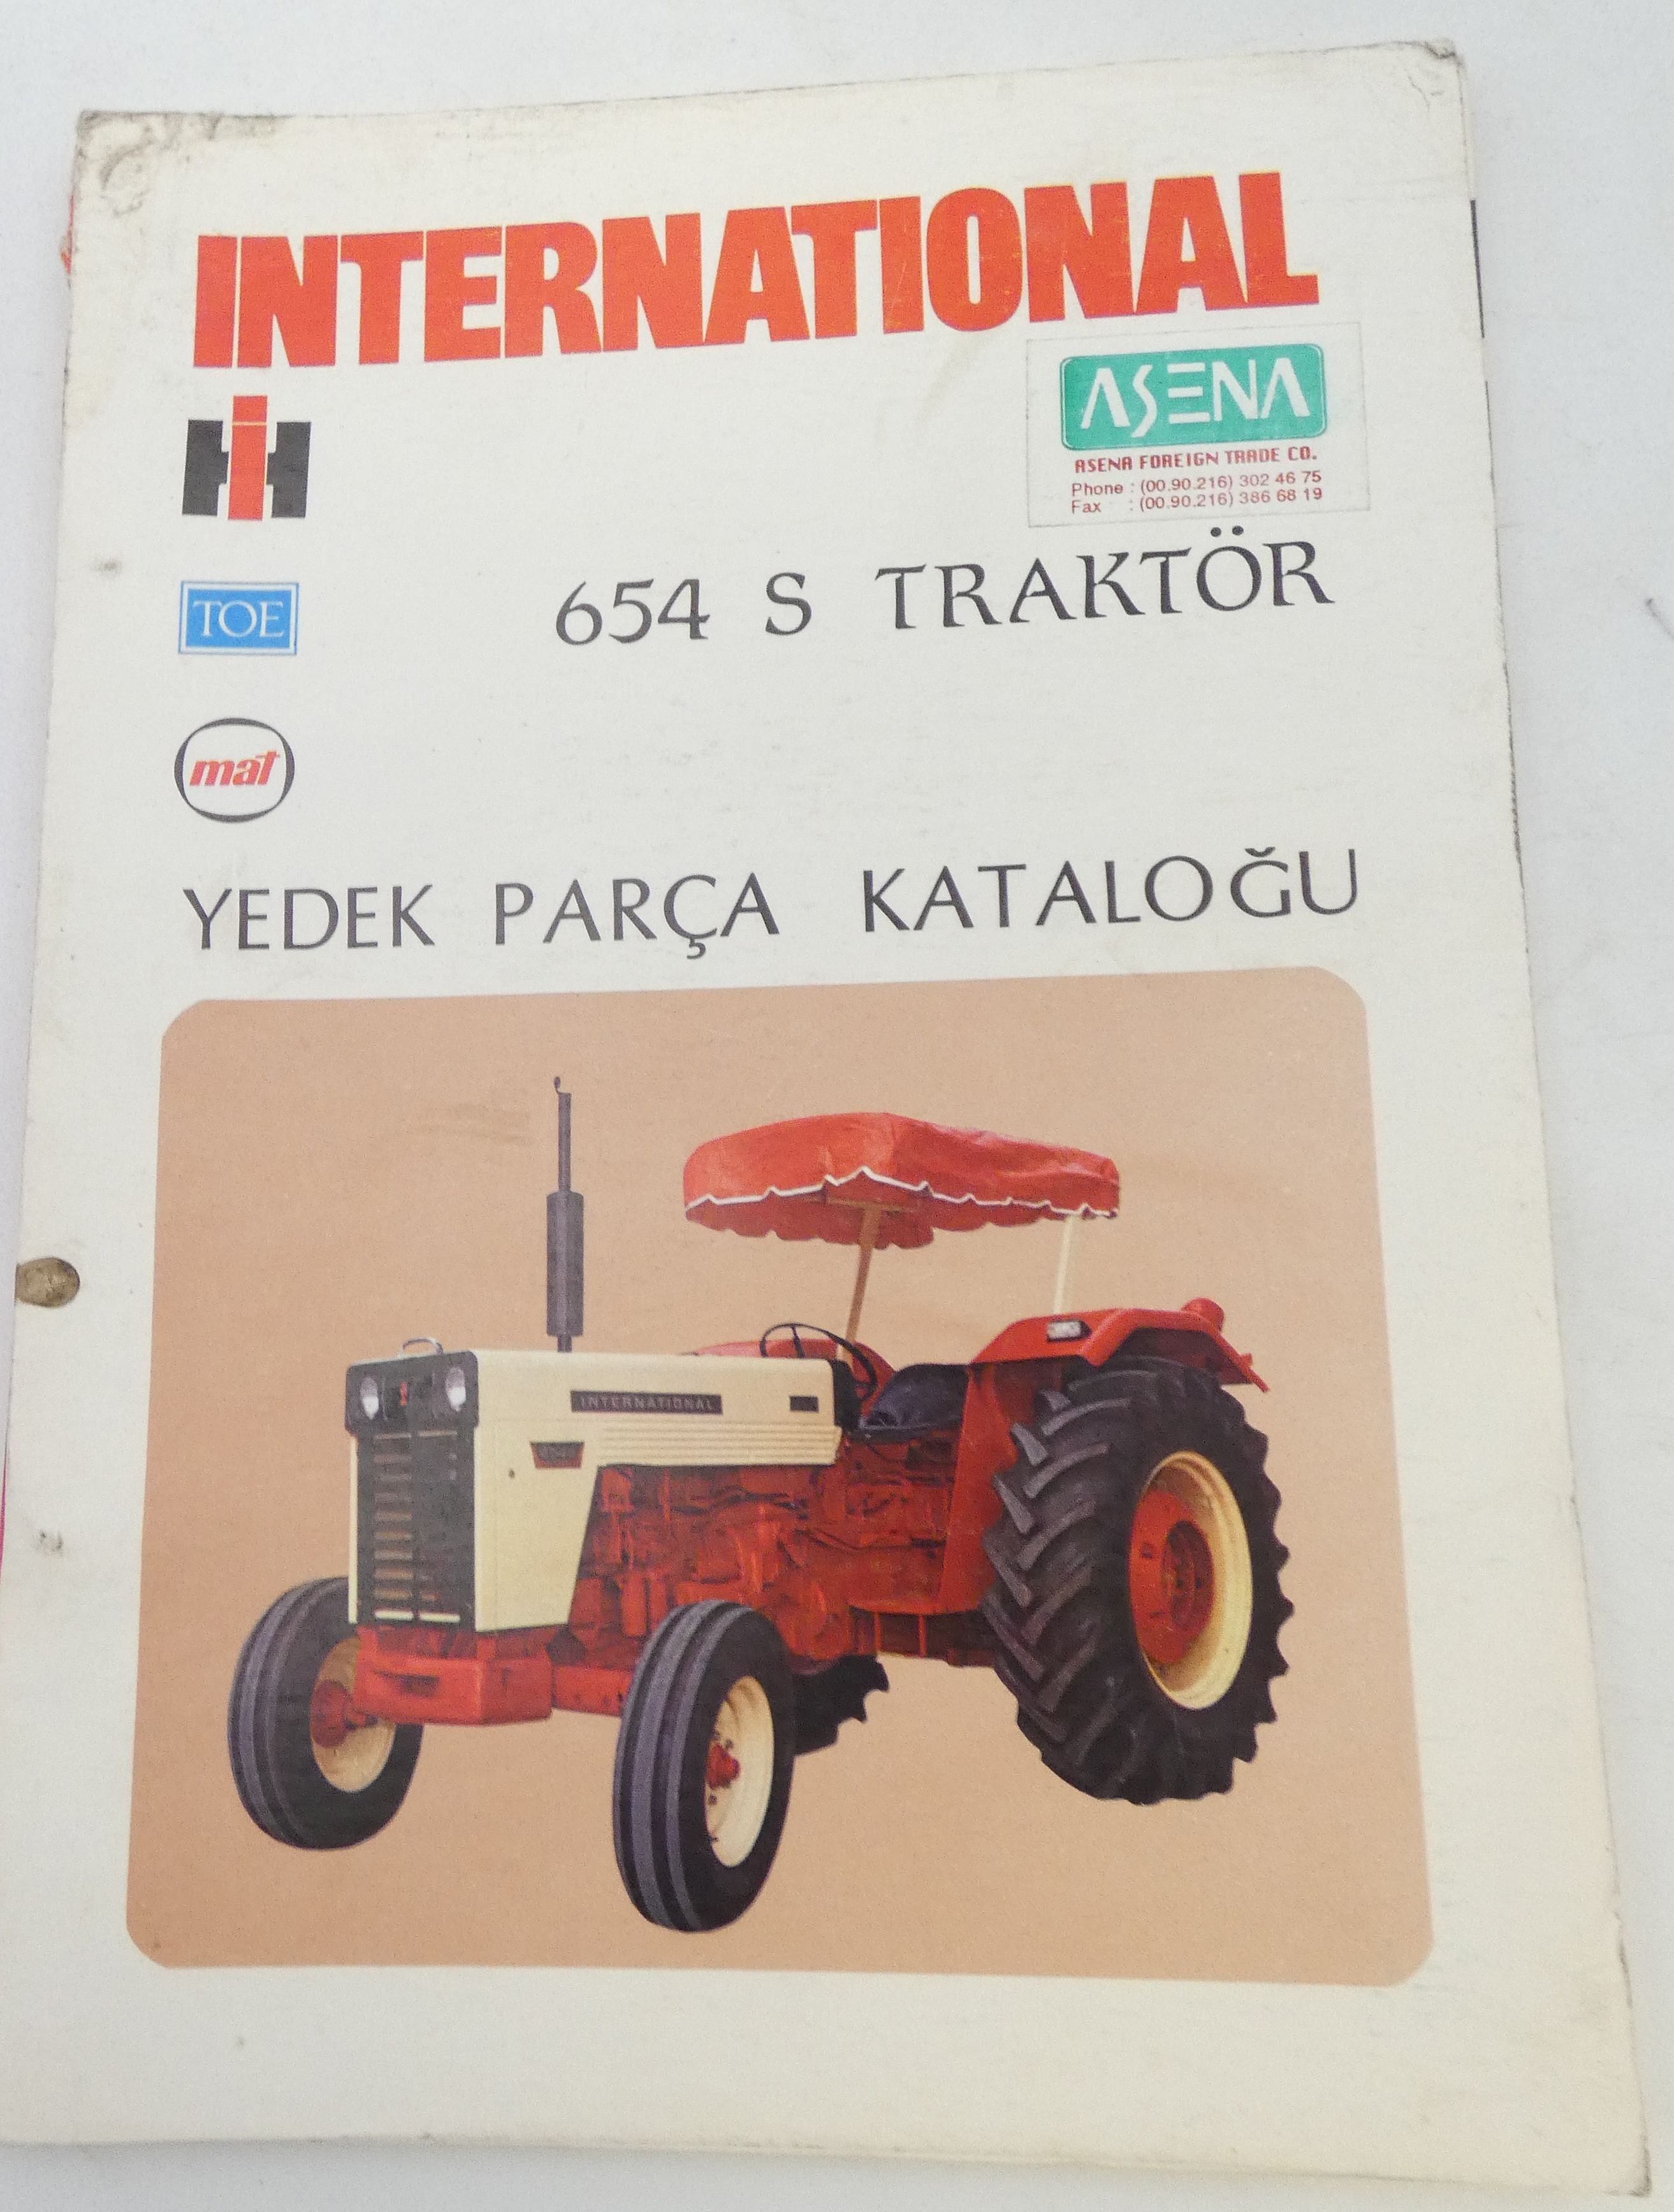 INTERNATIONAL
IH
ASENA
ASENA FOREIGN TRADE CO.
Phone : (00.90.216) 302 46 75
Fax : (00.90.216) 386 68 19
TOE
654 S TRAKTÖR
mat
YEDEK PARÇA KATALOĞU
INTERNATIONAL